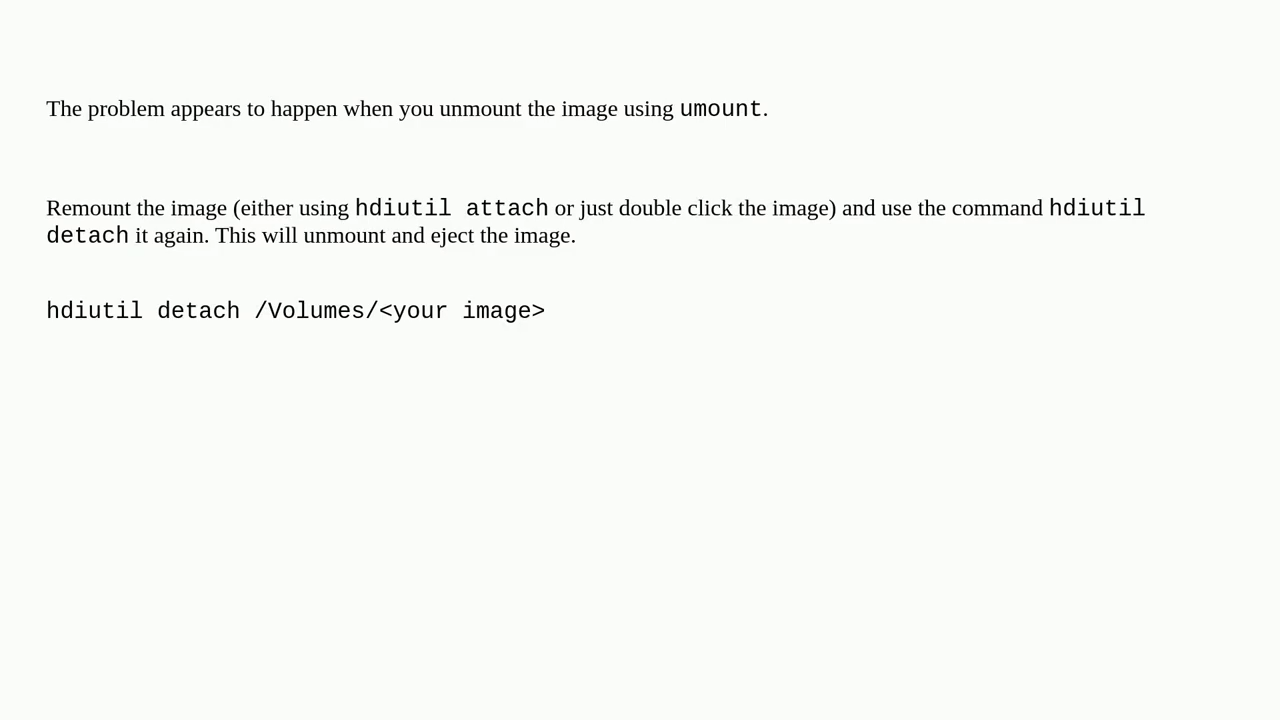 The problem appears to happen when you unmount the image using umount.
Remount the image (either using hdiutil attach or just double click the image) and use the command hdiutil
detach it again. This will unmount and eject the image.
hdiutil detach /Volumes/<your image>